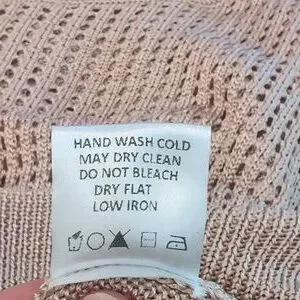 HAND WASH COLD
MAY DRY CLEAN
DO NOT BLEACH
DRY FLAT
LOW IRON